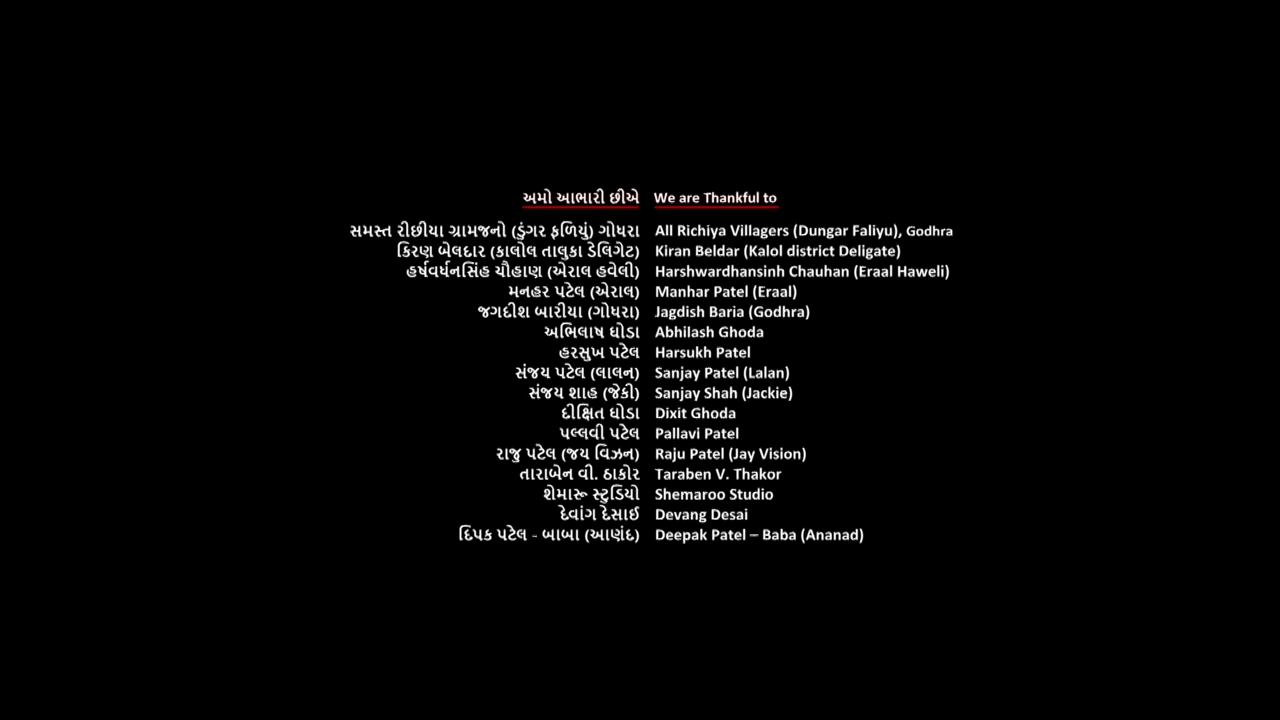 અમો આભારી છીએ We are Thankful to
સમસ્ત રીછીયા ગ્રામજનો (ડુંગર ફળિયું) ગોધરા All Richiya Villagers (Dungar Faliyu), Godhra
કિરણ બેલદાર (કાલોલ તાલુકા ડેલિગેટ) Kiran Beldar (Kalol district Deligate)
હર્ષવર્ધનસિંહ ચૌહાણ (એરાલ હવેલી) Harshwardhansinh Chauhan (Eraal Haweli)
મનહર પટેલ (એરાલ) Manhar Patel (Eraal)
જગદીશ બારીયા (ગોધરા) Jagdish Baria (Godhra)
અભિલાષ ઘોડા Abhilash Ghoda
હરસુખ પટેલ Harsukh Patel
સંજય પટેલ (લાલન) Sanjay Patel (Lalan)
સંજય શાહ (જેકી) Sanjay Shah (Jackie)
દીક્ષિત ઘોડા Dixit Ghoda
પલ્લવી પટેલ Pallavi Patel
રાજુ પટેલ (જય વિઝન) Raju Patel (Jay Vision)
તારાબેન વી. ઠાકોર Taraben V. Thakor
શેમારૂ સ્ટુડિયો Shemaroo Studio
દેવાંગ દેસાઈ Devang Desai
દિપક પટેલ - બાબા (આણંદ) Deepak Patel – Baba (Ananad)